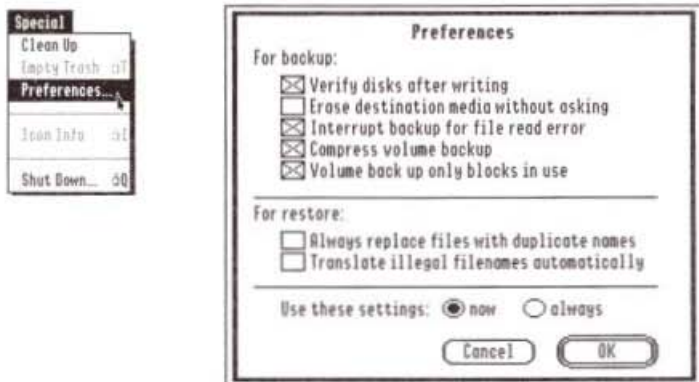 Special
Clean Up
Empty Trash T
Preferences...
Icon Info I
Shut Down... Q
Preferences
For backup:
Verify disks after writing
Erase destination media without asking
Interrupt backup for file read error
Compress volume backup
Volume back up only blocks in use
For restore:
Always replace files with duplicate names
Translate illegal filenames automatically
Use these settings: now always
Cancel OK